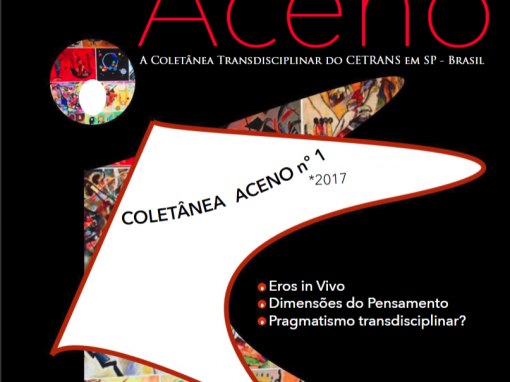 Aceno
A Coletânea Transdisciplinar do CETRANS em SP - Brasil
COLETÂNEA ACENO nº 1
*2017
Eros in Vivo
Dimensões do Pensamento
Pragmatismo transdisciplinar?